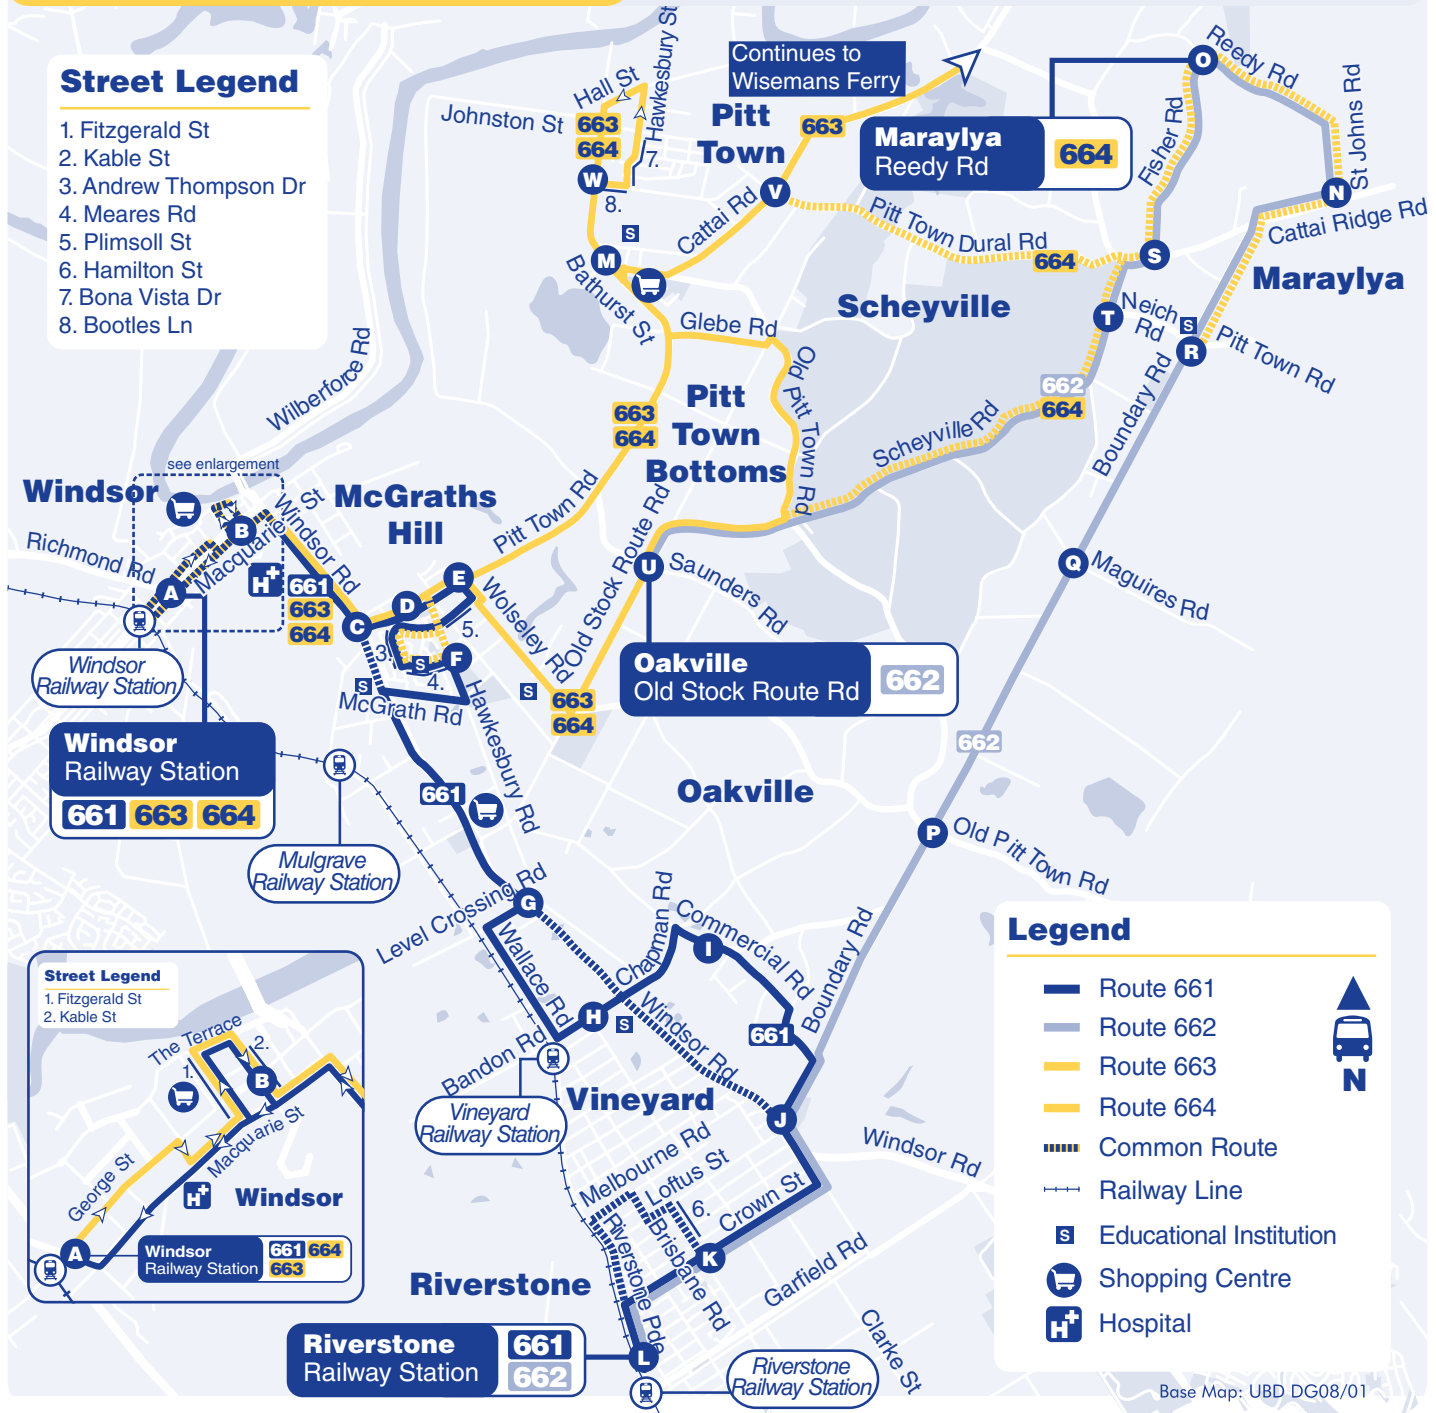 Street Legend
1. Fitzgerald St
2. Kable St
3. Andrew Thompson Dr
4. Meares Rd
5. Plimsoll St
6. Hamilton St
7. Bona Vista Dr
8. Bootles Ln
Johnston St
Hall St
Hawkesbury St
663
664
7.
W
8.
S
M
Bathurst St
Continues to
Wisemans Ferry
Pitt
Town
663
V
Cattai Rd
Maraylya
Reedy Rd
664
O
Reedy Rd
Fisher Rd
St Johns Rd
N
Cattai Ridge Rd
Pitt Town Dural Rd
664
S
Maraylya
Scheyville
T
Neich
Rd
S
R
Pitt Town Rd
Glebe Rd
Old Pitt Town Rd
Pitt
Town
Bottoms
663
664
662
664
Scheyville Rd
Boundary Rd
Wilberforce Rd
see enlargement
Windsor
McGraths
Hill
Richmond Rd
A
B
Macquarie St
Windsor Rd
H
661
663
664
Pitt Town Rd
C
D
E
5.
3.
S
F
4.
S
McGrath Rd
Wolseley Rd
Old Stock Route Rd
S
663
664
U
Saunders Rd
Oakville
Old Stock Route Rd
662
Q
Maguires Rd
662
Windsor
Railway Station
Windsor
Railway Station
661 663 664
Mulgrave
Railway Station
661
Hawkesbury Rd
Oakville
P
Old Pitt Town Rd
Level Crossing Rd
G
Wallace Rd
H
Chapman Rd
I
Commercial Rd
Boundary Rd
S
Windsor Rd
661
Bandon Rd
Vineyard
Railway Station
Vineyard
J
Windsor Rd
Melbourne Rd
Loftus St
6.
Crown St
K
Riverstone Pde
Brisbane Rd
Garfield Rd
Clarke St
Riverstone
Riverstone
Railway Station
661
662
L
Riverstone
Railway Station
Street Legend
1. Fitzgerald St
2. Kable St
The Terrace
1.
2.
B
Macquarie St
George St
H
Windsor
A
Windsor
Railway Station
661 664
663
Legend
Route 661
Route 662
Route 663
Route 664
Common Route
Railway Line
S Educational Institution
Shopping Centre
H Hospital
N
Base Map: UBD DG08/01